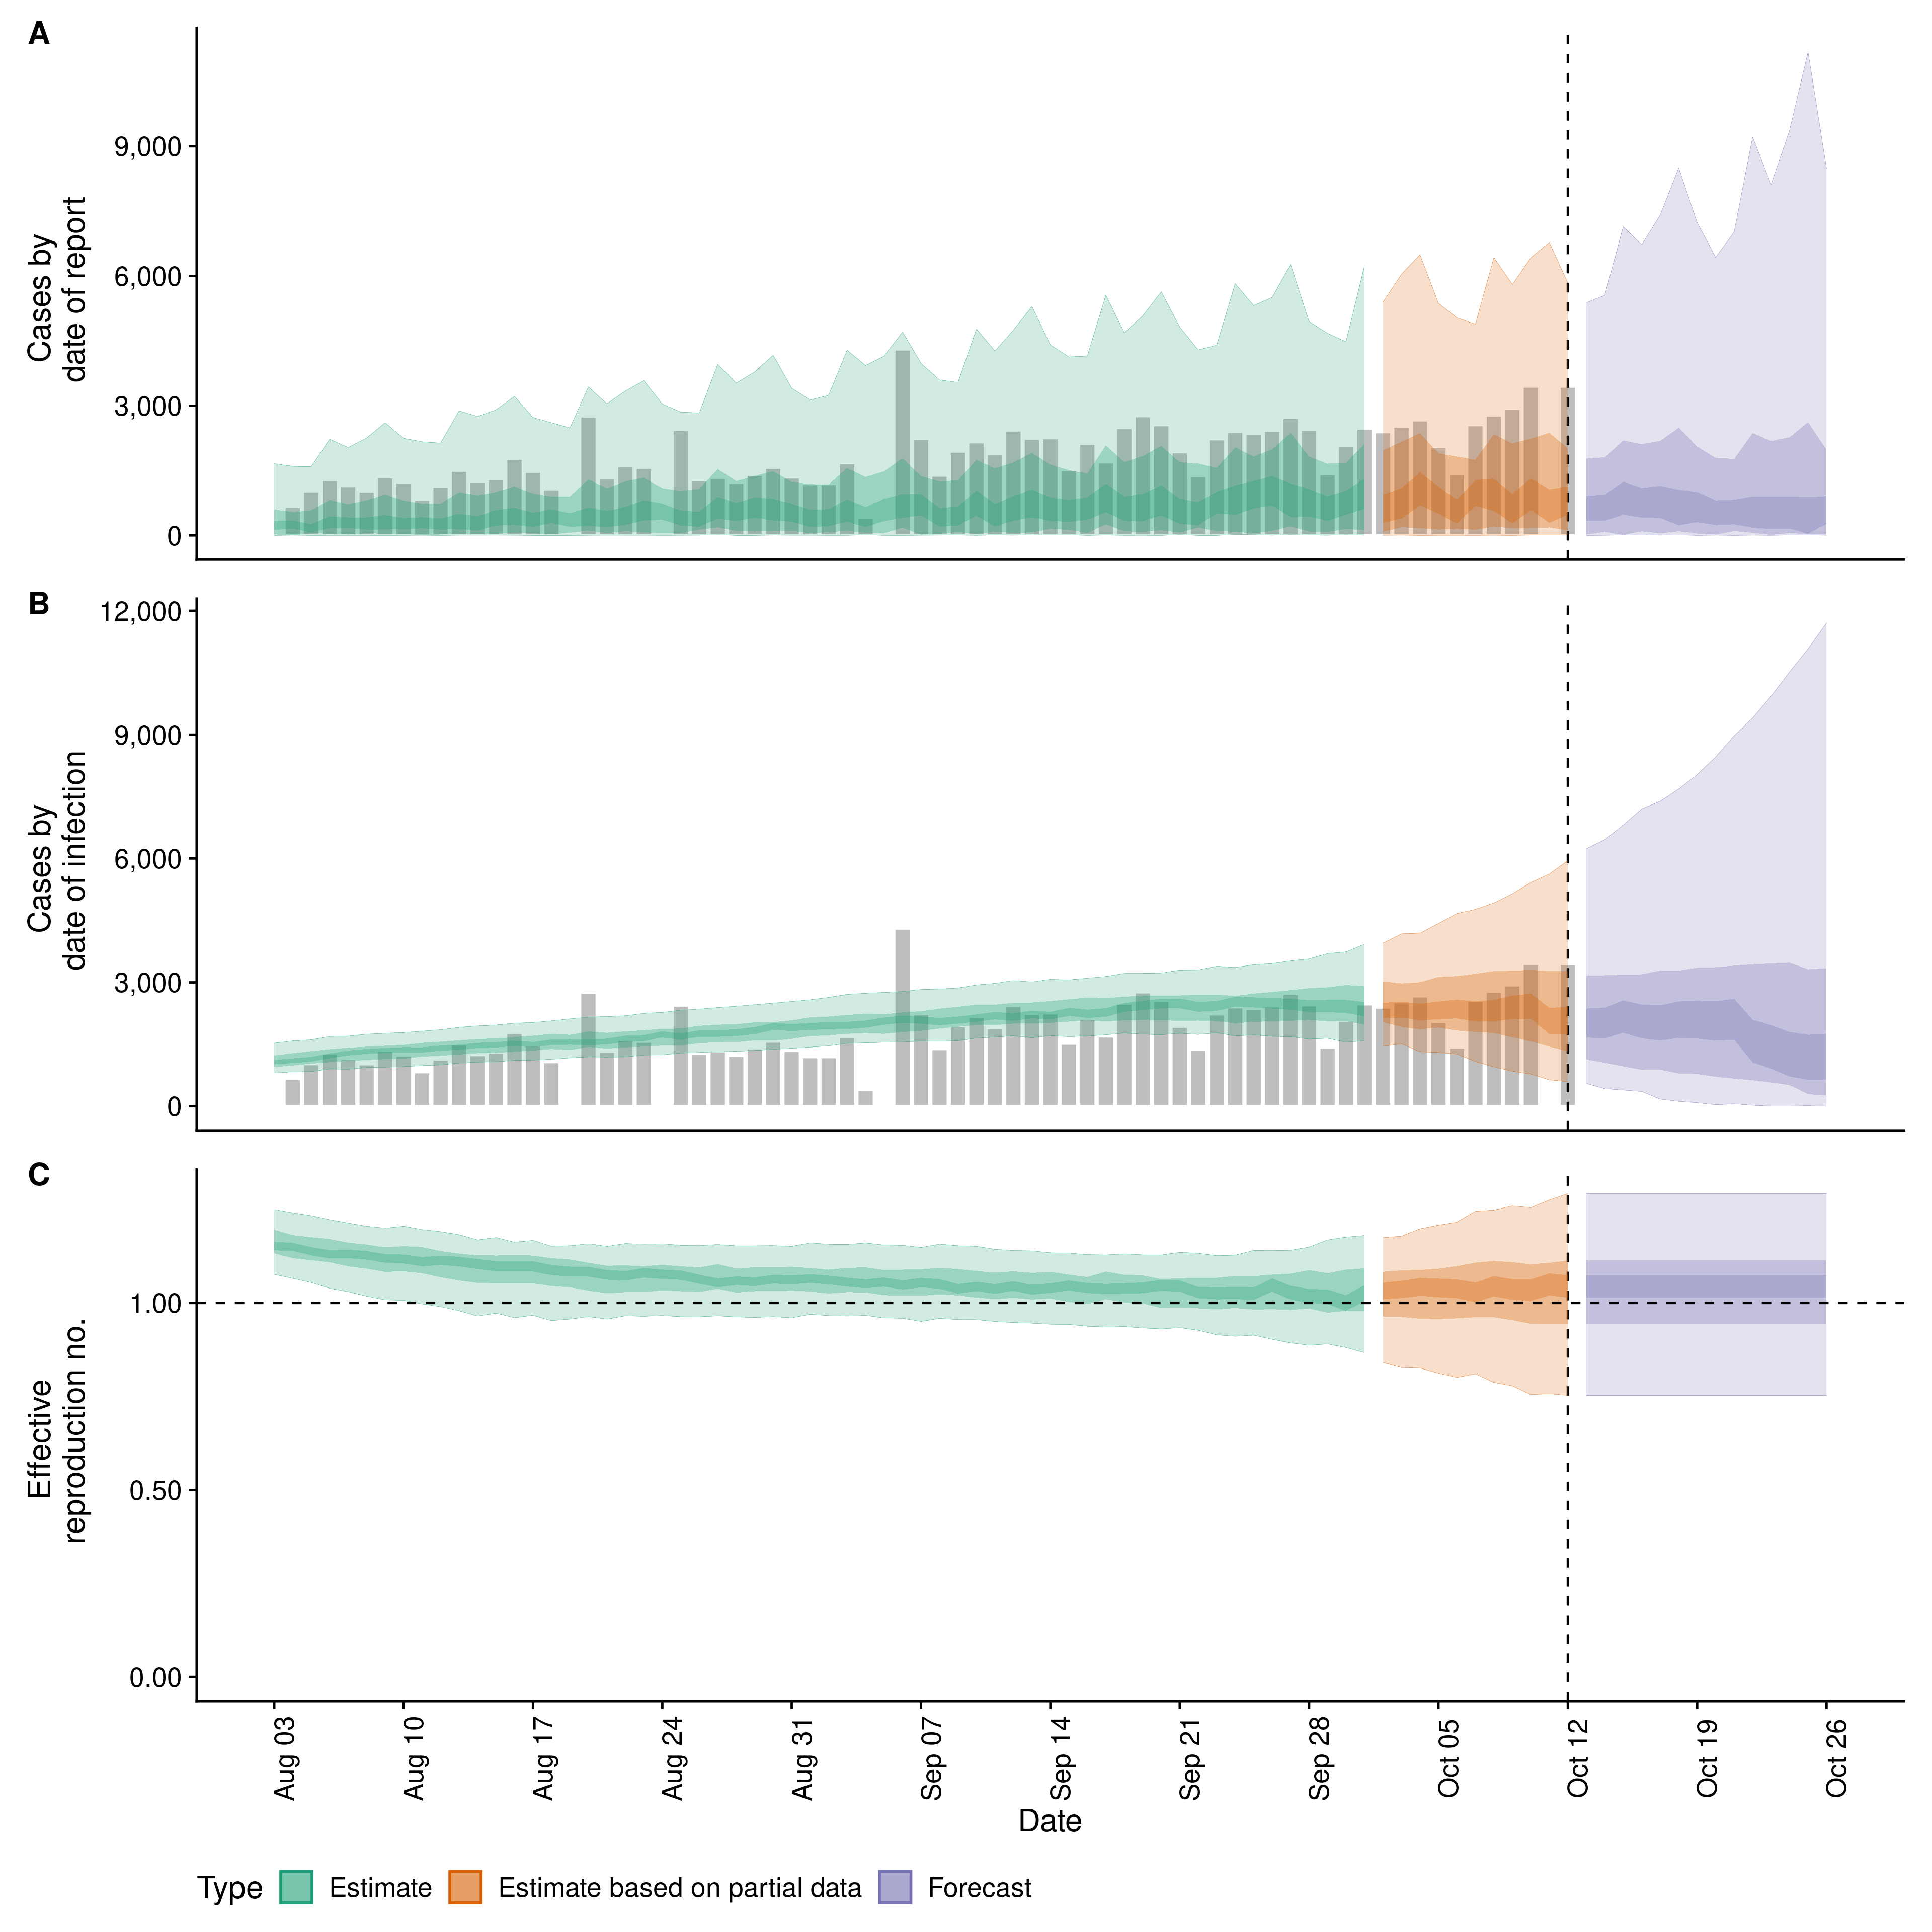 A
Cases by
date of report
9,000
6,000
3,000
0
B
Cases by
date of infection
12,000
9,000
6,000
3,000
0
C
Effective
reproduction no.
1.00
0.50
0.00
Aug 03
Aug 10
Aug 17
Aug 24
Aug 31
Sep 07
Sep 14
Sep 21
Sep 28
Oct 05
Oct 12
Oct 19
Oct 26
Date
Type Estimate Estimate based on partial data Forecast